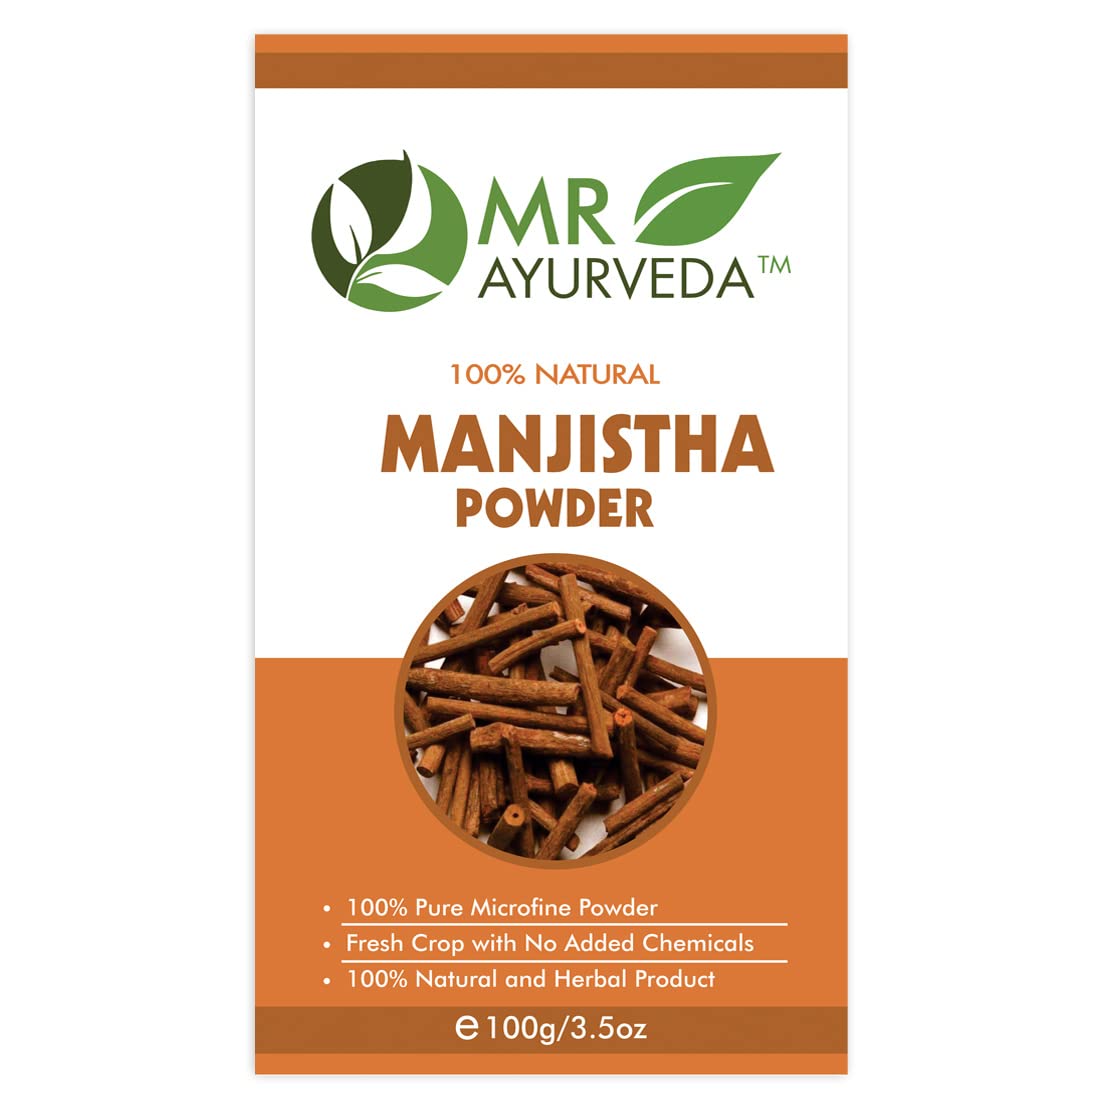 MR
AYURVEDA™
100% NATURAL
MANJISTHA
POWDER
• 100% Pure Microfine Powder
• Fresh Crop with No Added Chemicals
• 100% Natural and Herbal Product
℮ 100g/3.5oz